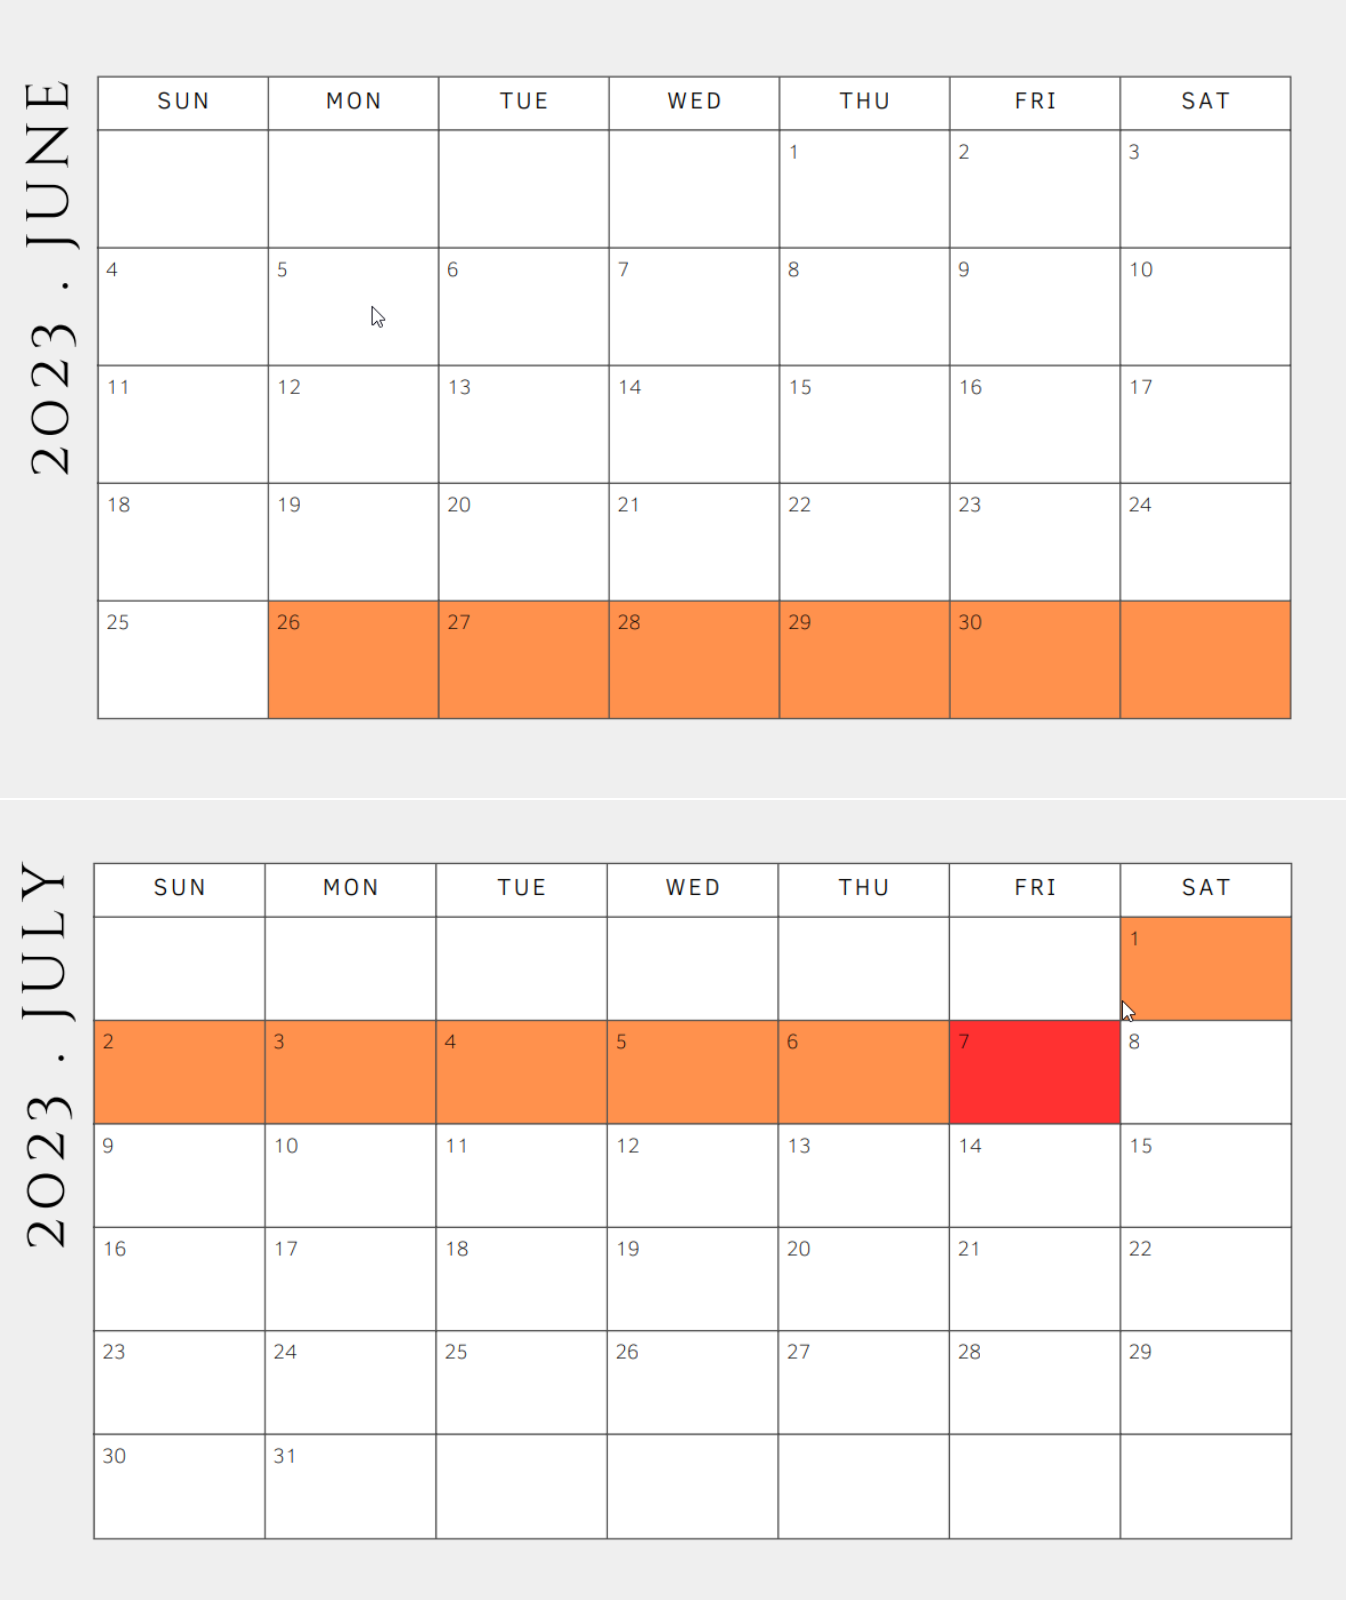 2023 . JUNE
SUN MON TUE WED THU FRI SAT
1 2 3
4 5 6 7 8 9 10
11 12 13 14 15 16 17
18 19 20 21 22 23 24
25 26 27 28 29 30
2023 . JULY
SUN MON TUE WED THU FRI SAT
1
2 3 4 5 6 7 8
9 10 11 12 13 14 15
16 17 18 19 20 21 22
23 24 25 26 27 28 29
30 31